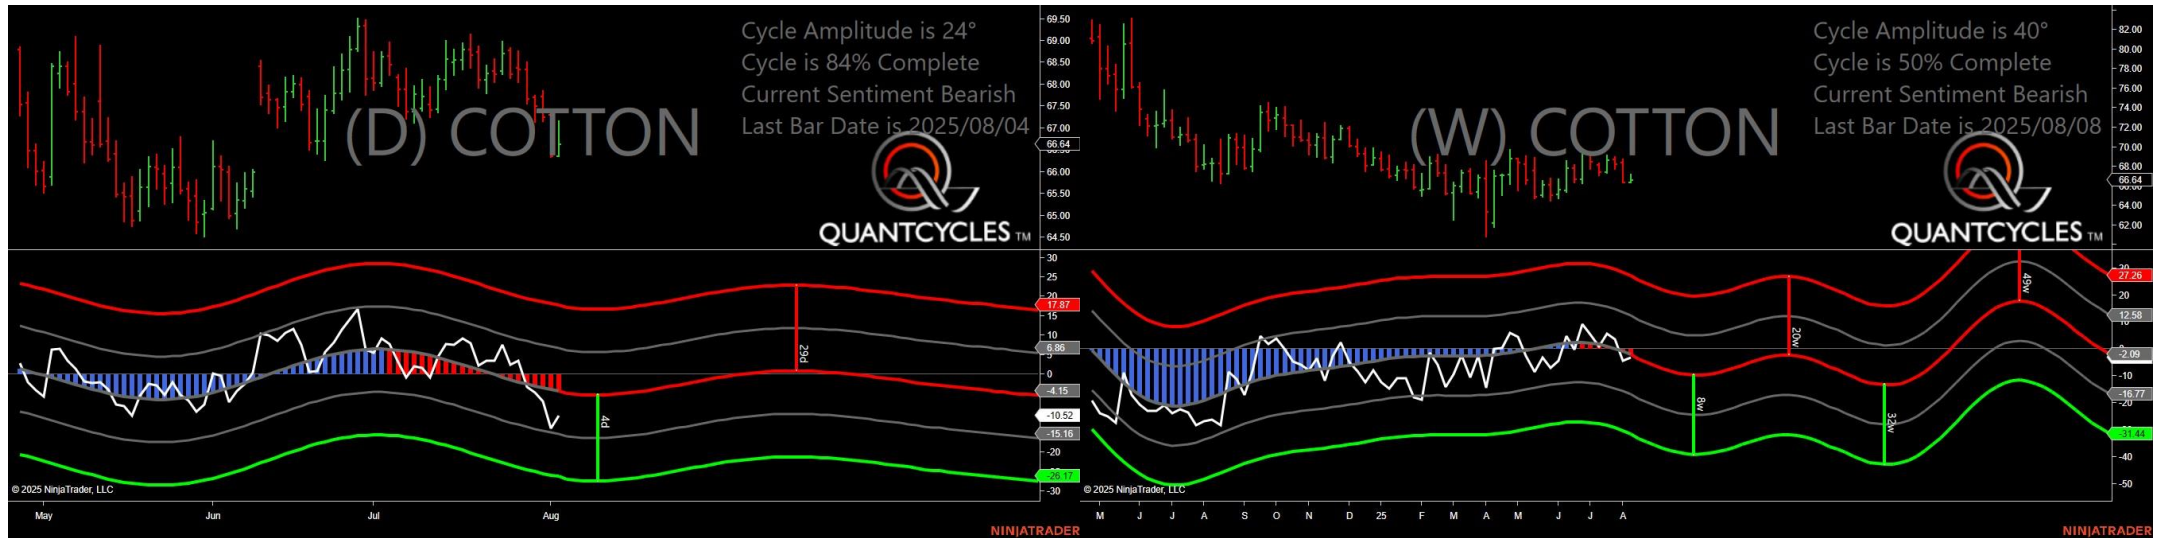 Cycle Amplitude is 24°
Cycle is 84% Complete
Current Sentiment Bearish
Last Bar Date is 2025/08/04
(D) COTTON
QUANTCYCLES TM
69.50
69.00
68.50
68.00
67.50
67.00
66.64
66.00
65.50
65.00
64.50
30
25
20
17.87
15
10
6.86
5
0
-4.15
-10.52
-15.16
-20
-26.17
-30
29d
4d
© 2025 NinjaTrader, LLC
May
Jun
Jul
Aug
NINJATRADER
Cycle Amplitude is 40°
Cycle is 50% Complete
Current Sentiment Bearish
Last Bar Date is 2025/08/08
(W) COTTON
QUANTCYCLES TM
82.00
80.00
78.00
76.00
74.00
72.00
70.00
68.00
66.64
64.00
62.00
27.26
20
12.58
-2.09
-10
-16.77
-20
-31.44
-40
-50
49w
20w
8w
32w
© 2025 NinjaTrader, LLC
M
J
J
A
S
O
N
D
25
F
M
A
M
J
J
A
NINJATRADER